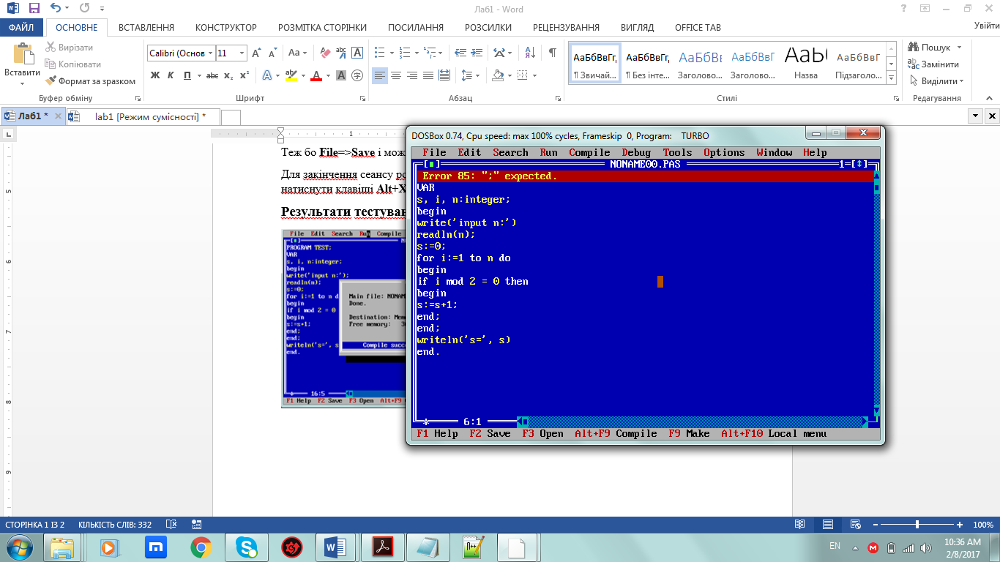 Лаб1 - Word
ФАЙЛ ОСНОВНЕ ВСТАВЛЕННЯ КОНСТРУКТОР РОЗМІТКА СТОРІНКИ ПОСИЛАННЯ РОЗСИЛКИ РЕЦЕНЗУВАННЯ ВИГЛЯД OFFICE TAB Увійти
Вставити
Вирізати
Копіювати
Формат за зразком
Буфер обміну
Calibri (Основ 11
Шрифт
Абзац
АаБбВвГг, АаБбВвГг, АаБбВ АаБбВвГ АаБ АаБбВвГ
¶ Звичай... ¶ Без інте... Заголово... Заголово... Назва Підзаголо...
Стилі
Пошук
Замінити
Виділити
Редагування
Лаб1 * lab1 [Режим сумісності] *
Теж бо File=>Save і мож
Для закінчення сеансу ро
натиснути клавіші Alt+X
Результати тестуван
File Edit Search Run Compile
PROGRAM TEST;
VAR
s, i, n:integer;
begin
write('input n:');
readln(n);
s:=0;
for i:=1 to n d
begin
if i mod 2 = 0
begin
s:=s+1;
end;
end;
writeln('s=', s
end.
Main file: NONAM
Done.
Destination: Mem
Free memory: 3
Compile succ
16:5
F1 Help F2 Save F3 Open Alt+F9
DOSBox 0.74, Cpu speed: max 100% cycles, Frameskip 0, Program: TURBO
File Edit Search Run Compile Debug Tools Options Window Help
NONAME00.PAS 1
Error 85: ";" expected.
VAR
s, i, n:integer;
begin
write('input n:')
readln(n);
s:=0;
for i:=1 to n do
begin
if i mod 2 = 0 then
begin
s:=s+1;
end;
end;
writeln('s=', s)
end.
6:1
F1 Help F2 Save F3 Open Alt+F9 Compile F9 Make Alt+F10 Local menu
СТОРІНКА 1 ІЗ 2 КІЛЬКІСТЬ СЛІВ: 332 100%
EN 10:36 AM
2/8/2017